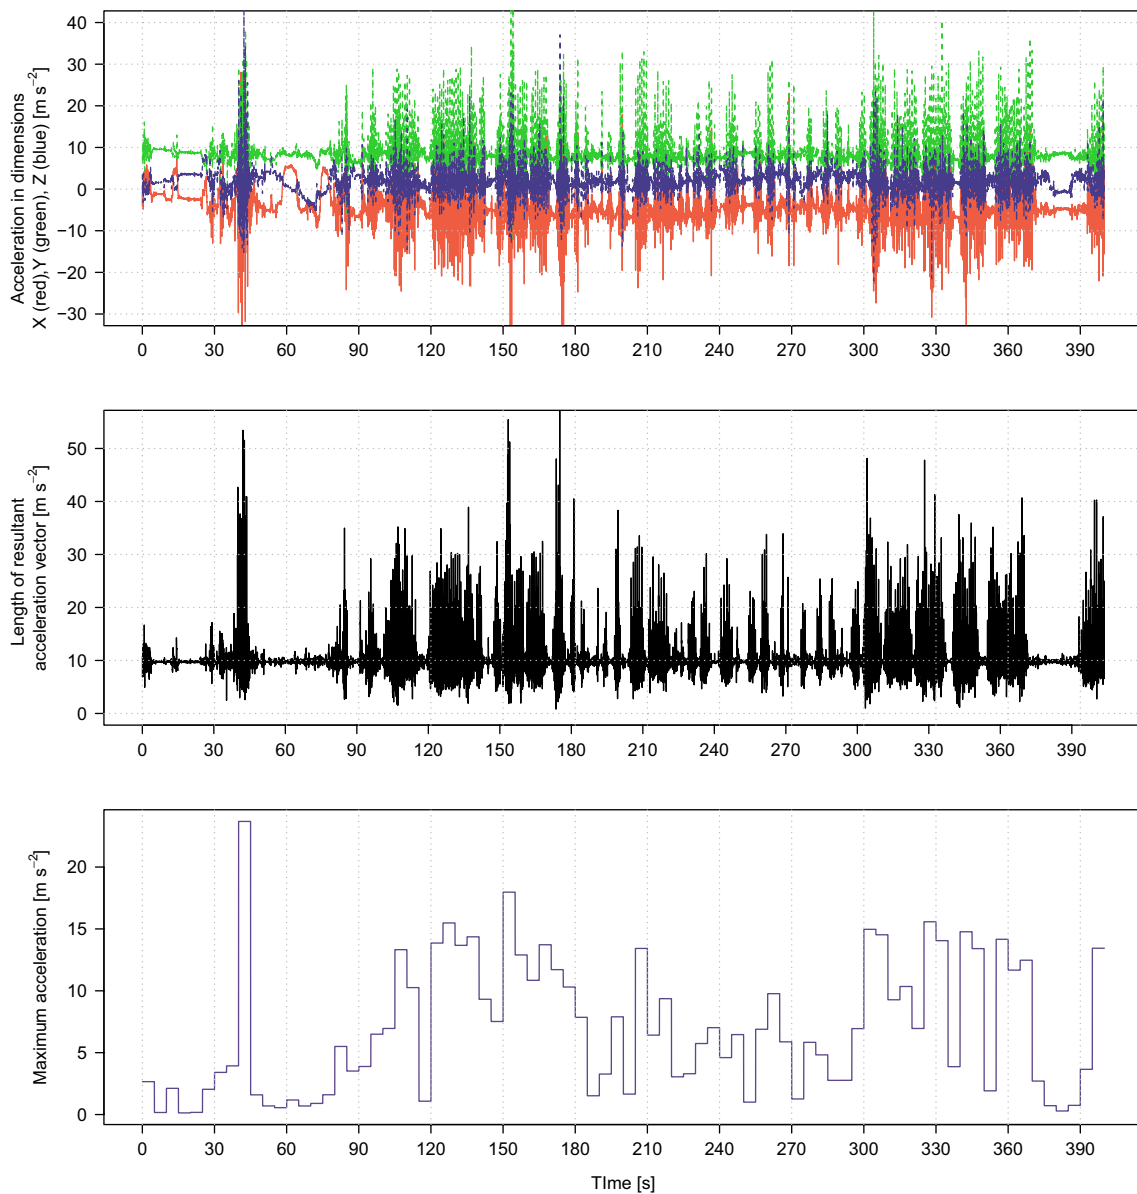 Acceleration in dimensions
X (red),Y (green), Z (blue) [m s⁻²]
40
30
20
10
0
−10
−20
−30
0 30 60 90 120 150 180 210 240 270 300 330 360 390
Length of resultant
acceleration vector [m s⁻²]
50
40
30
20
10
0
0 30 60 90 120 150 180 210 240 270 300 330 360 390
Maximum acceleration [m s⁻²]
20
15
10
5
0
0 30 60 90 120 150 180 210 240 270 300 330 360 390
TIme [s]